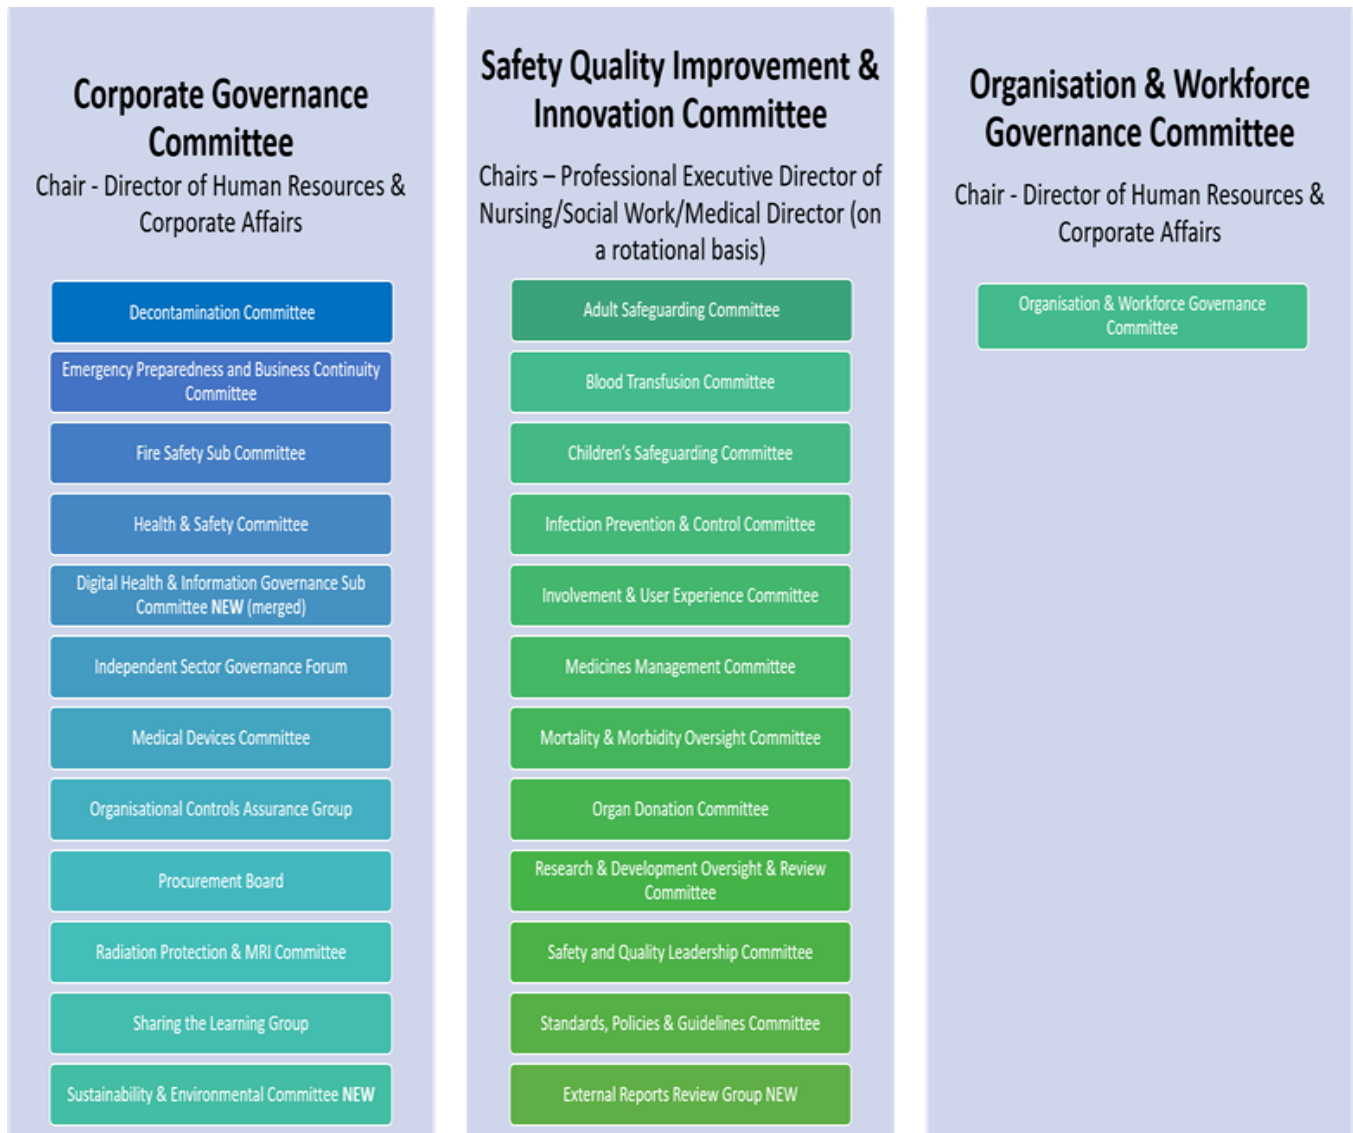 Corporate Governance
Committee
Chair - Director of Human Resources &
Corporate Affairs
Decontamination Committee
Emergency Preparedness and Business Continuity
Committee
Fire Safety Sub Committee
Health & Safety Committee
Digital Health & Information Governance Sub
Committee NEW (merged)
Independent Sector Governance Forum
Medical Devices Committee
Organisational Controls Assurance Group
Procurement Board
Radiation Protection & MRI Committee
Sharing the Learning Group
Sustainability & Environmental Committee NEW
Safety Quality Improvement &
Innovation Committee
Chairs – Professional Executive Director of
Nursing/Social Work/Medical Director (on
a rotational basis)
Adult Safeguarding Committee
Blood Transfusion Committee
Children's Safeguarding Committee
Infection Prevention & Control Committee
Involvement & User Experience Committee
Medicines Management Committee
Mortality & Morbidity Oversight Committee
Organ Donation Committee
Research & Development Oversight & Review
Committee
Safety and Quality Leadership Committee
Standards, Policies & Guidelines Committee
External Reports Review Group NEW
Organisation & Workforce
Governance Committee
Chair - Director of Human Resources &
Corporate Affairs
Organisation & Workforce Governance
Committee